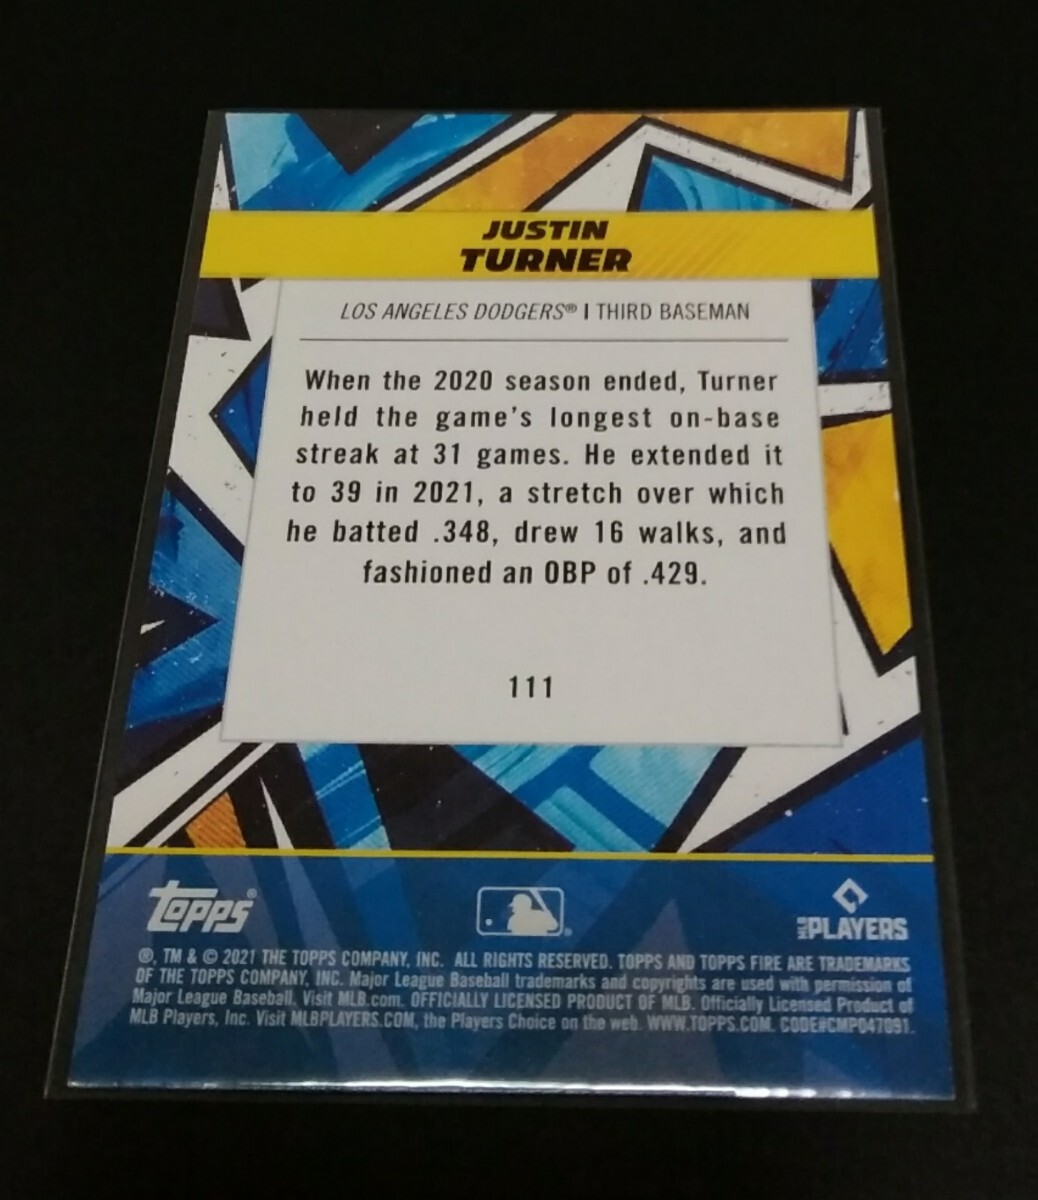 JUSTIN
TURNER
LOS ANGELES DODGERS® | THIRD BASEMAN
When the 2020 season ended, Turner
held the game's longest on-base
streak at 31 games. He extended it
to 39 in 2021, a stretch over which
he batted .348, drew 16 walks, and
fashioned an OBP of .429.
111
Topps®
MLB PLAYERS
®, TM & © 2021 THE TOPPS COMPANY, INC. ALL RIGHTS RESERVED. TOPPS AND TOPPS FIRE ARE TRADEMARKS
OF THE TOPPS COMPANY, INC. Major League Baseball trademarks and copyrights are used with permission of
Major League Baseball. Visit MLB.com. OFFICIALLY LICENSED PRODUCT OF MLB. Officially Licensed Product of
MLB Players, Inc. Visit MLBPLAYERS.COM, the Players Choice on the web. WWW.TOPPS.COM. CODE#CMP047091.